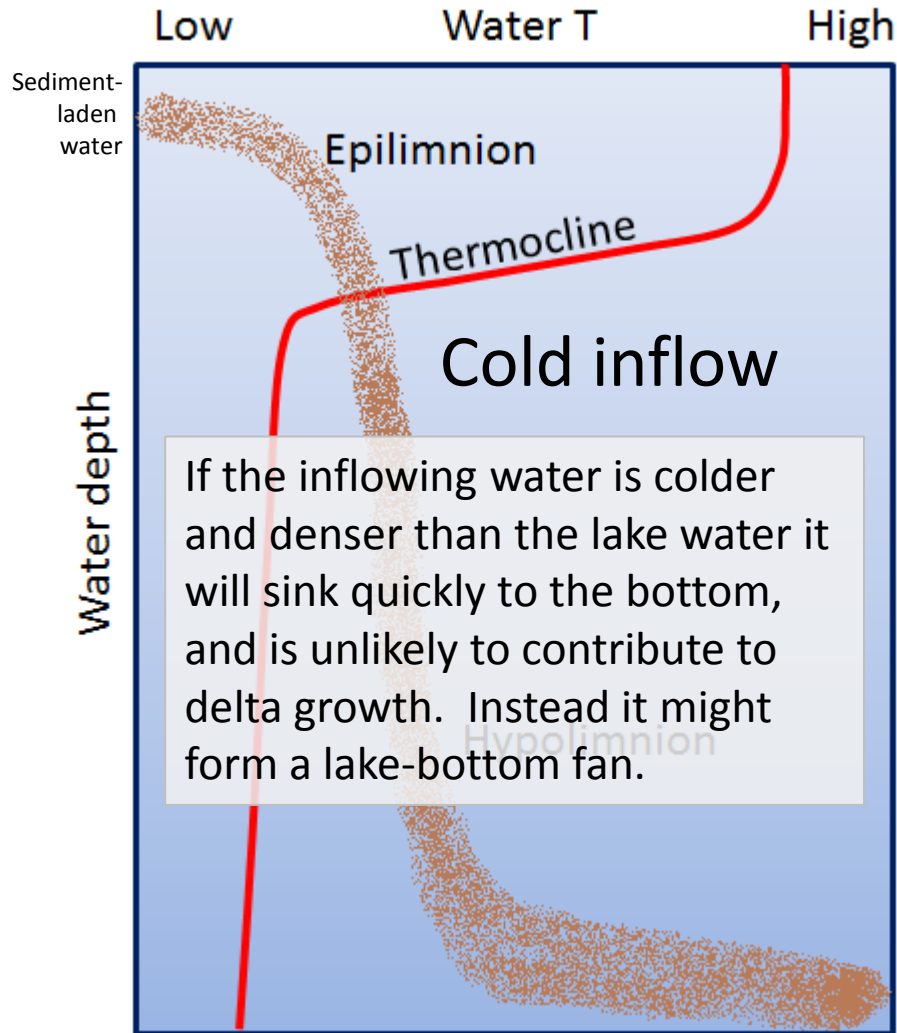 Low Water T High
Sediment-
laden
water
Epilimnion
Thermocline
Cold inflow
Water depth
If the inflowing water is colder
and denser than the lake water it
will sink quickly to the bottom,
and is unlikely to contribute to
delta growth. Instead it might
form a lake-bottom fan.
Hypolimnion